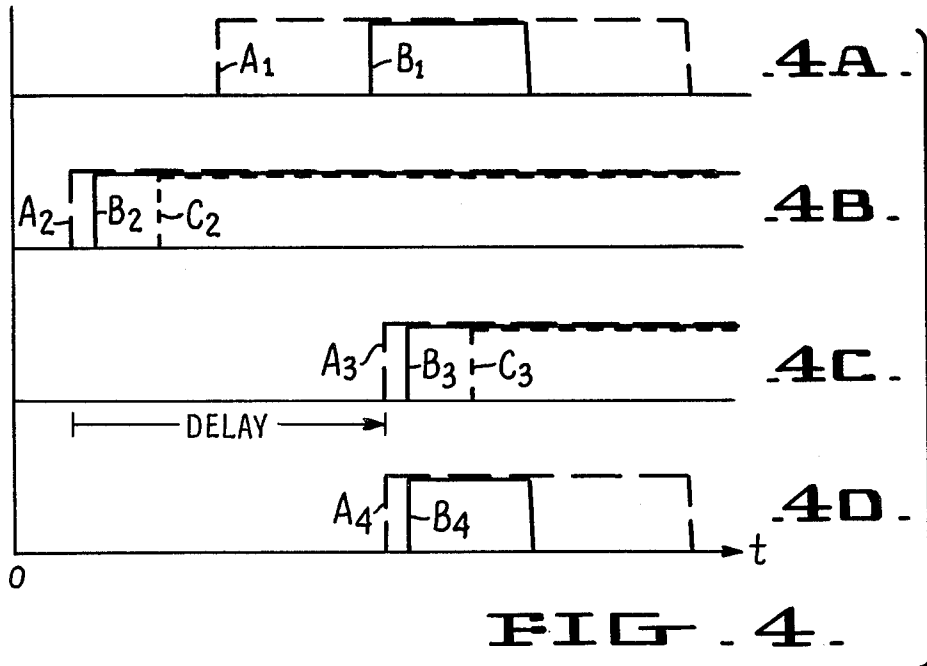 A1 B1 .4A.
A2 B2 C2 .4B.
A3 B3 C3 .4C.
DELAY
A4 B4 .4D.
t
0
FIG.4.